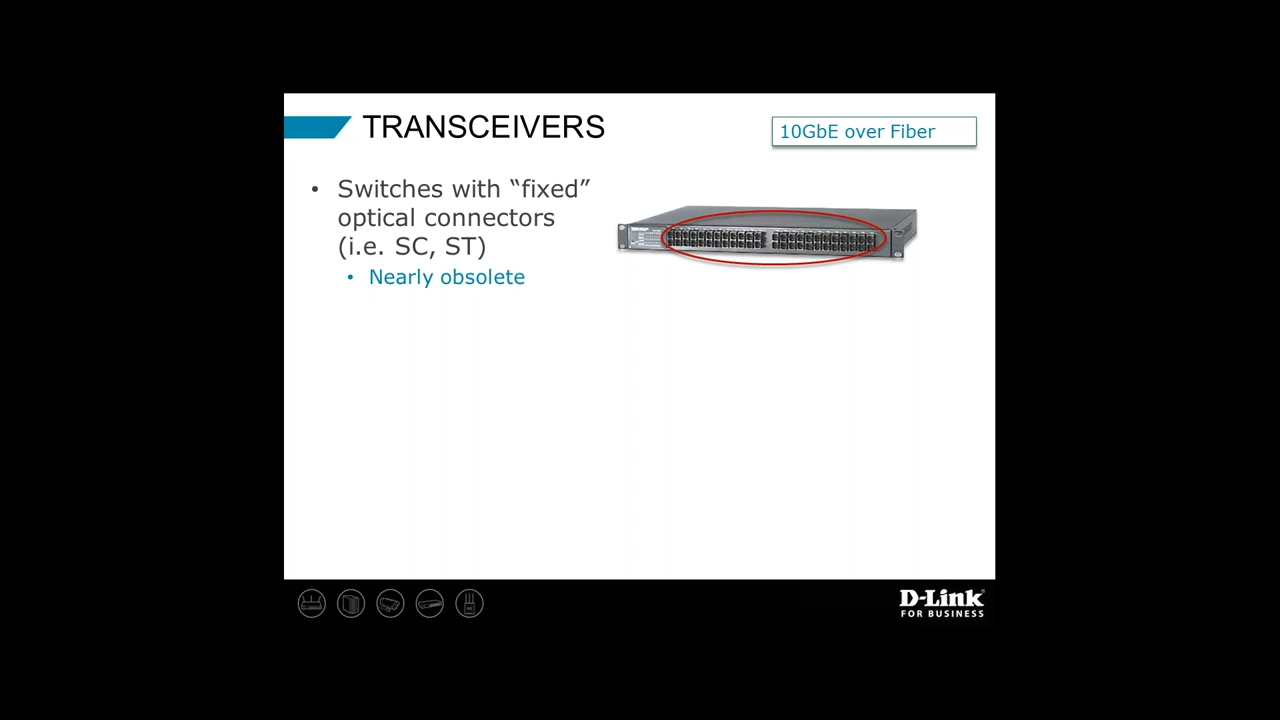 TRANSCEIVERS
10GbE over Fiber
• Switches with “fixed”
optical connectors
(i.e. SC, ST)
• Nearly obsolete
D-Link
FOR BUSINESS